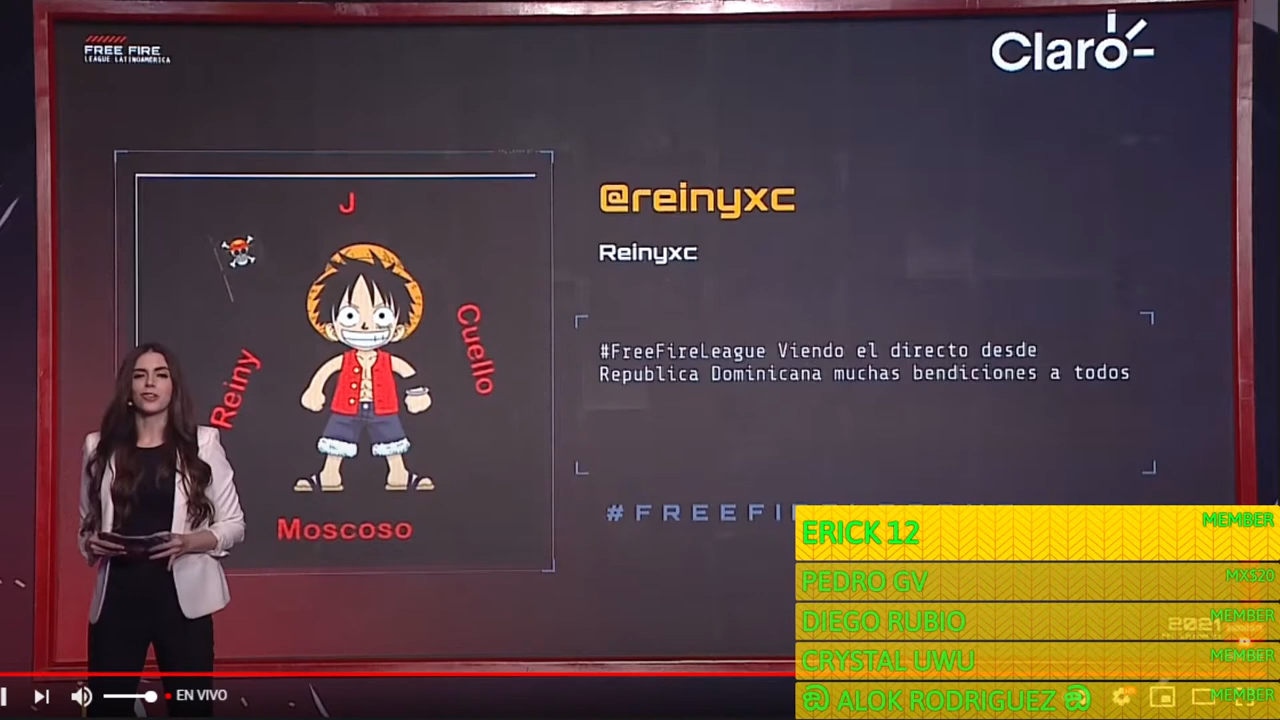 FREE FIRE
LEAGUE LATINOAMÉRICA
Claro
J
Reiny
Cuello
Moscoso
@reinyxc
Reinyxc
#FreeFireLeague Viendo el directo desde
Republica Dominicana muchas bendiciones a todos
ERICK 12 MEMBER
PEDRO GV MX$20
DIEGO RUBIO MEMBER
2021
CRYSTAL UWU MEMBER
ALOK RODRIGUEZ MEMBER
EN VIVO